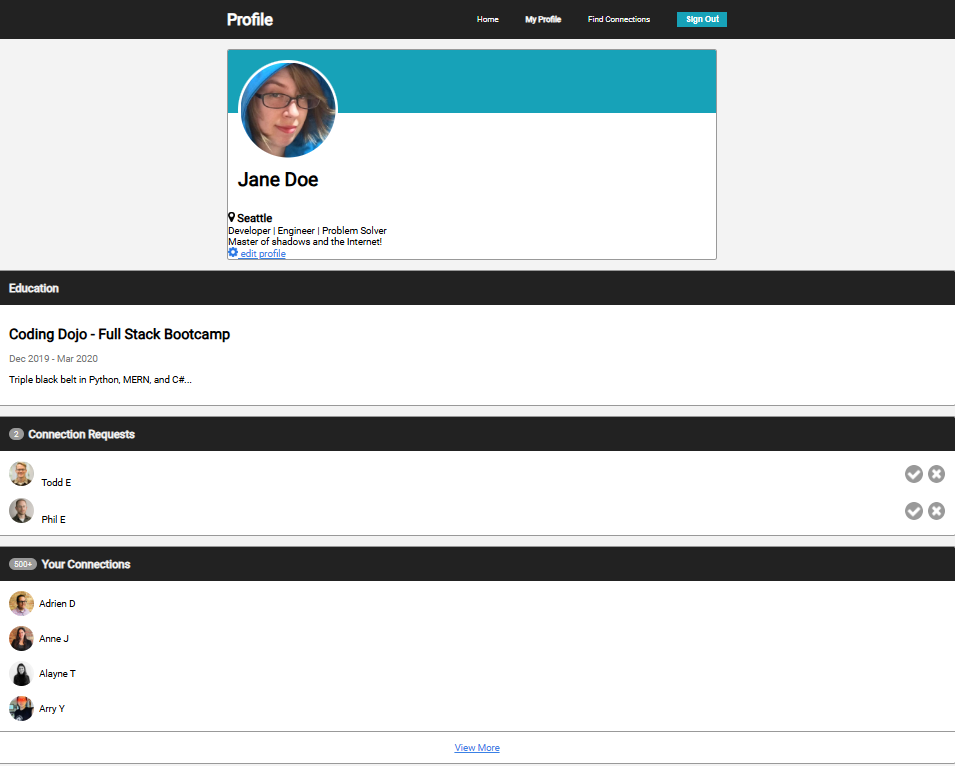 Profile
Home
My Profile
Find Connections
Sign Out
Jane Doe
Seattle
Developer | Engineer | Problem Solver
Master of shadows and the Internet!
edit profile
Education
Coding Dojo - Full Stack Bootcamp
Dec 2019 - Mar 2020
Triple black belt in Python, MERN, and C#...
2 Connection Requests
Todd E
Phil E
500+ Your Connections
Adrien D
Anne J
Alayne T
Arry Y
View More